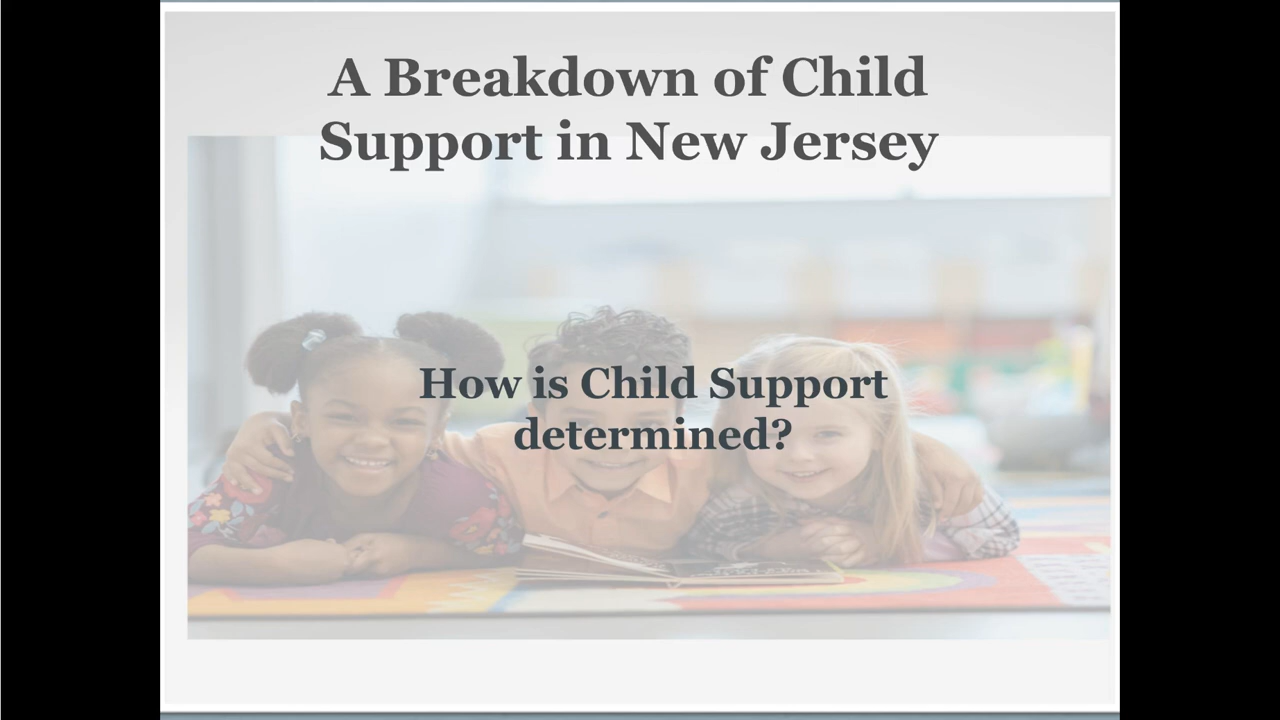 A Breakdown of Child
Support in New Jersey
How is Child Support
determined?